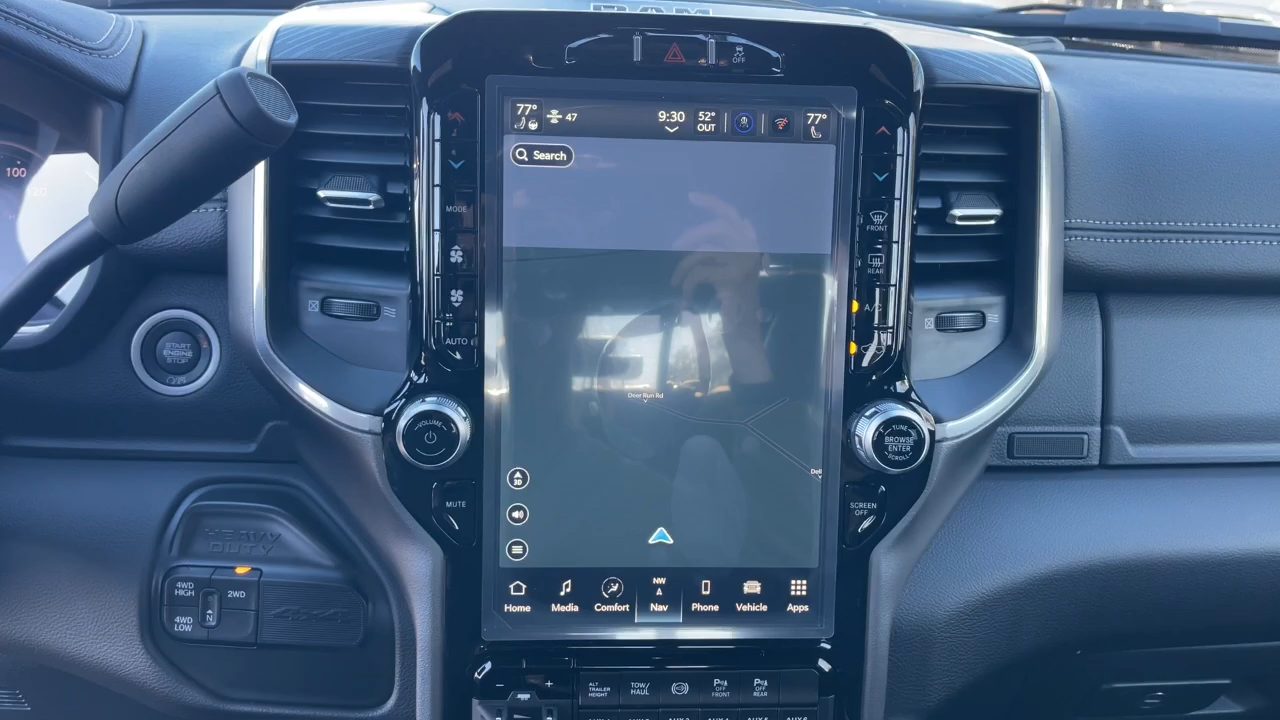 RAM
OFF
77°
47
9:30
52°
OUT
77°
Search
100
MODE
FRONT
REAR
A/C
AUTO
START
ENGINE
STOP
Deer Run Rd
VOLUME
TUNE
BROWSE
ENTER
SCROLL
3D
MUTE
SCREEN
OFF
HEAVY
DUTY
4WD
HIGH
2WD
N
4WD
LOW
4x4
NW
Home
Media
Comfort
Nav
Phone
Vehicle
Apps
- +
ALT
TRAILER
HEIGHT
TOW/
HAUL
OFF
FRONT
OFF
REAR